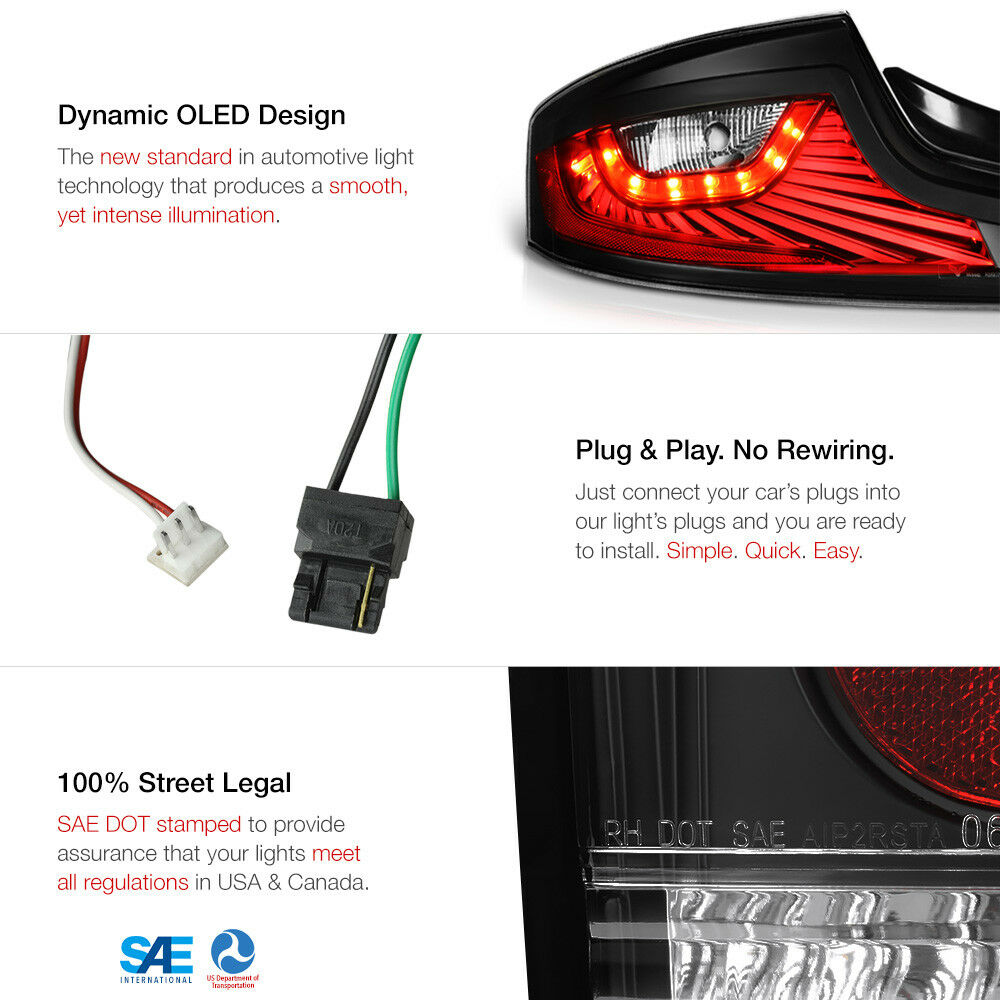 Dynamic OLED Design
The new standard in automotive light
technology that produces a smooth,
yet intense illumination.
T20A
Plug & Play. No Rewiring.
Just connect your car's plugs into
our light's plugs and you are ready
to install. Simple. Quick. Easy.
100% Street Legal
SAE DOT stamped to provide
assurance that your lights meet
all regulations in USA & Canada.
SAE
INTERNATIONAL
US Department of
Transportation
RH DOT SAE AIP2RSTA 06